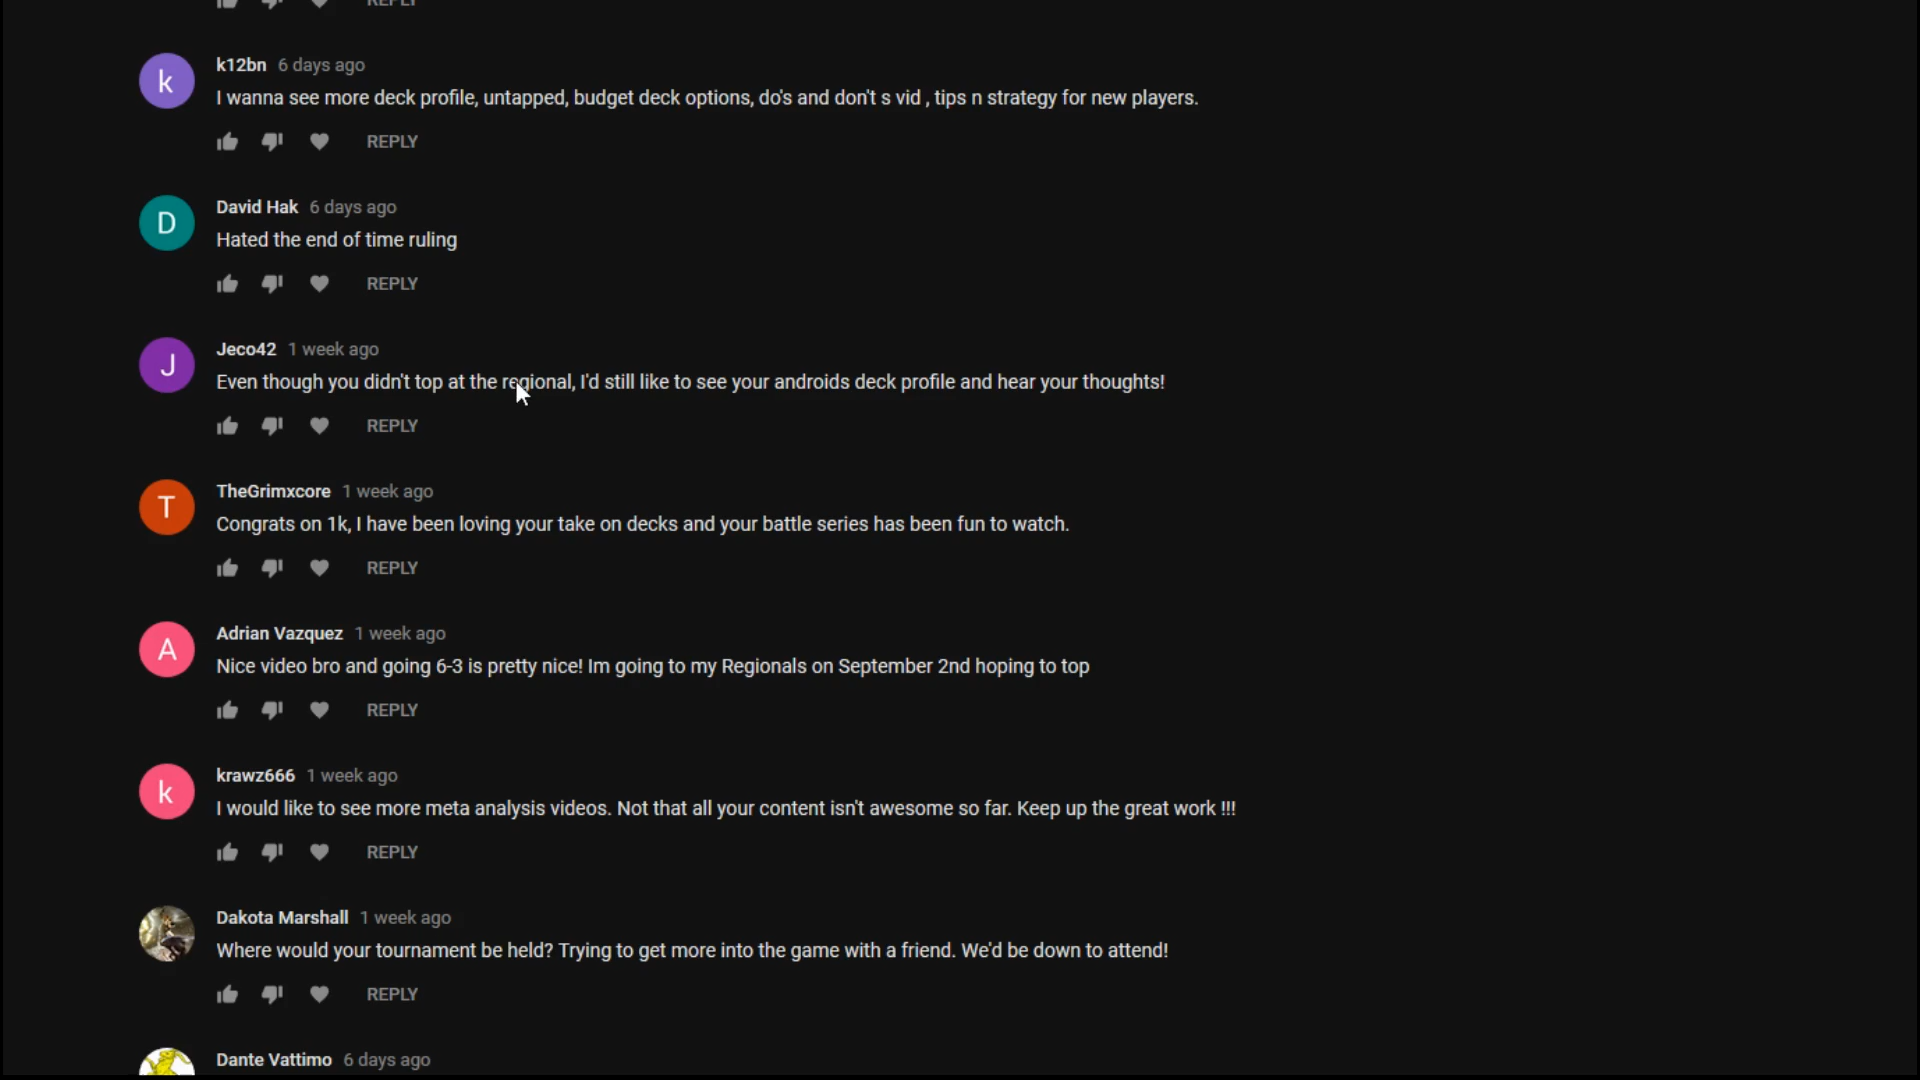 REPLY
k
k12bn 6 days ago
I wanna see more deck profile, untapped, budget deck options, do's and don't s vid , tips n strategy for new players.
REPLY
D
David Hak 6 days ago
Hated the end of time ruling
REPLY
J
Jeco42 1 week ago
Even though you didn't top at the regional, I'd still like to see your androids deck profile and hear your thoughts!
REPLY
T
TheGrimxcore 1 week ago
Congrats on 1k, I have been loving your take on decks and your battle series has been fun to watch.
REPLY
A
Adrian Vazquez 1 week ago
Nice video bro and going 6-3 is pretty nice! Im going to my Regionals on September 2nd hoping to top
REPLY
k
krawz666 1 week ago
I would like to see more meta analysis videos. Not that all your content isn't awesome so far. Keep up the great work !!!
REPLY
Dakota Marshall 1 week ago
Where would your tournament be held? Trying to get more into the game with a friend. We'd be down to attend!
REPLY
Dante Vattimo 6 days ago